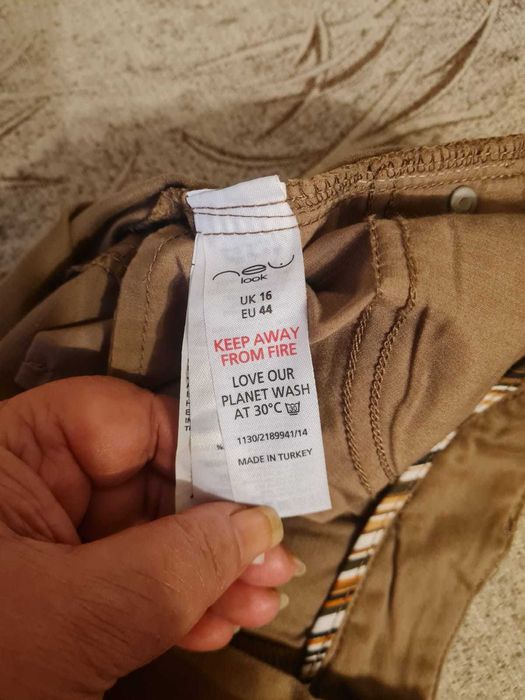 new
look
UK 16
EU 44
KEEP AWAY
FROM FIRE
LOVE OUR
PLANET WASH
AT 30°C
1130/2189941/14
MADE IN TURKEY